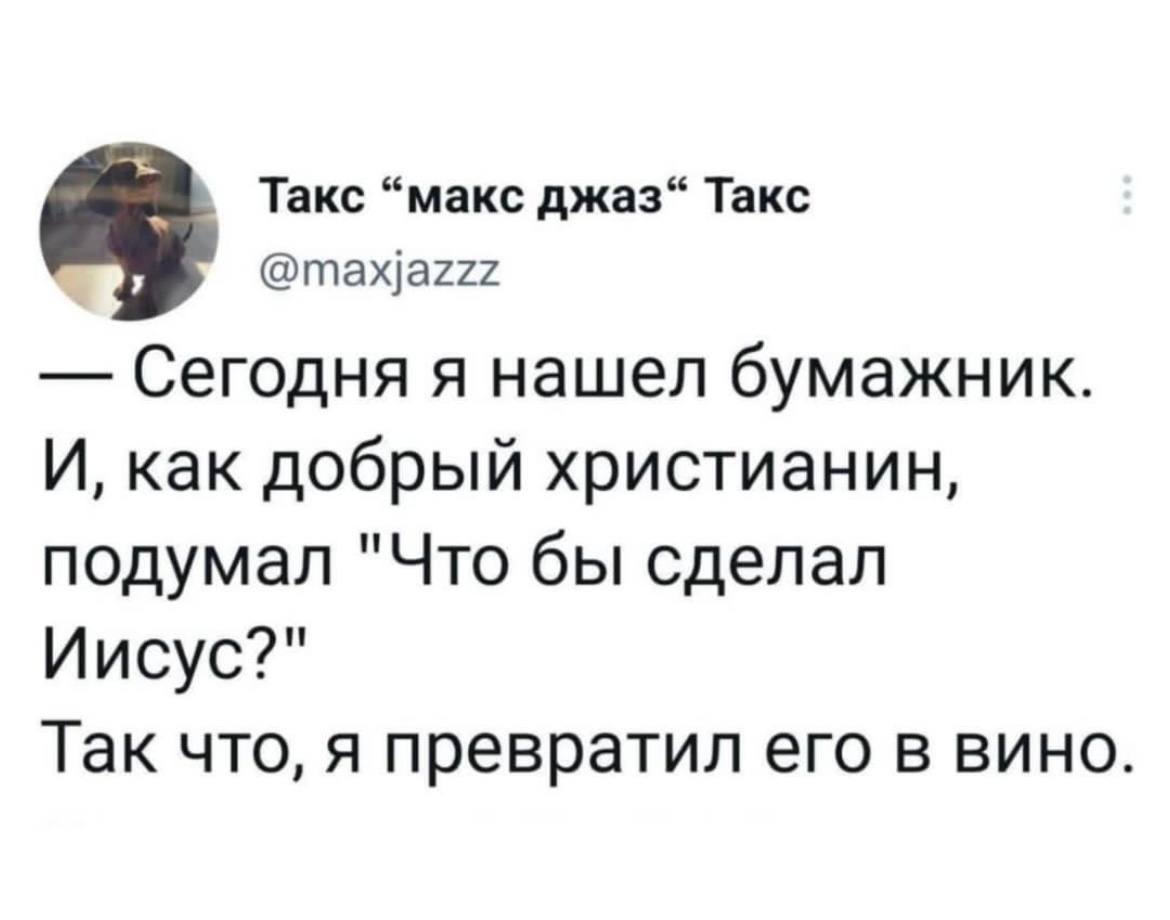 Такс “макс джаз“ Такс
@maxjazzz
— Сегодня я нашел бумажник.
И, как добрый христианин,
подумал "Что бы сделал
Иисус?"
Так что, я превратил его в вино.